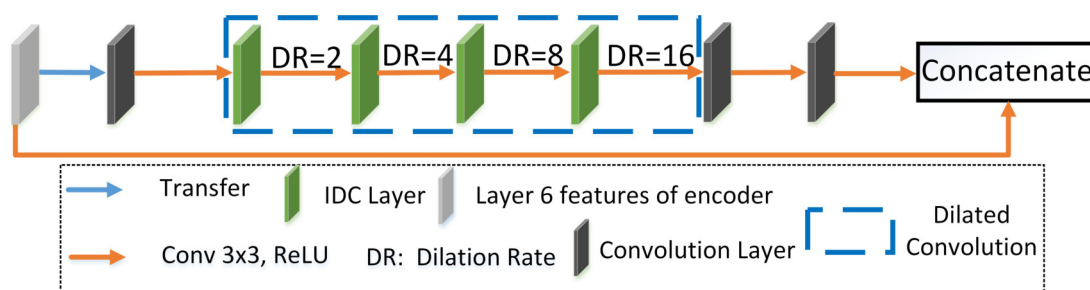 DR=2 DR=4 DR=8 DR=16
Concatenate
Transfer
IDC Layer
Layer 6 features of encoder
Dilated
Convolution
Conv 3x3, ReLU
DR: Dilation Rate
Convolution Layer